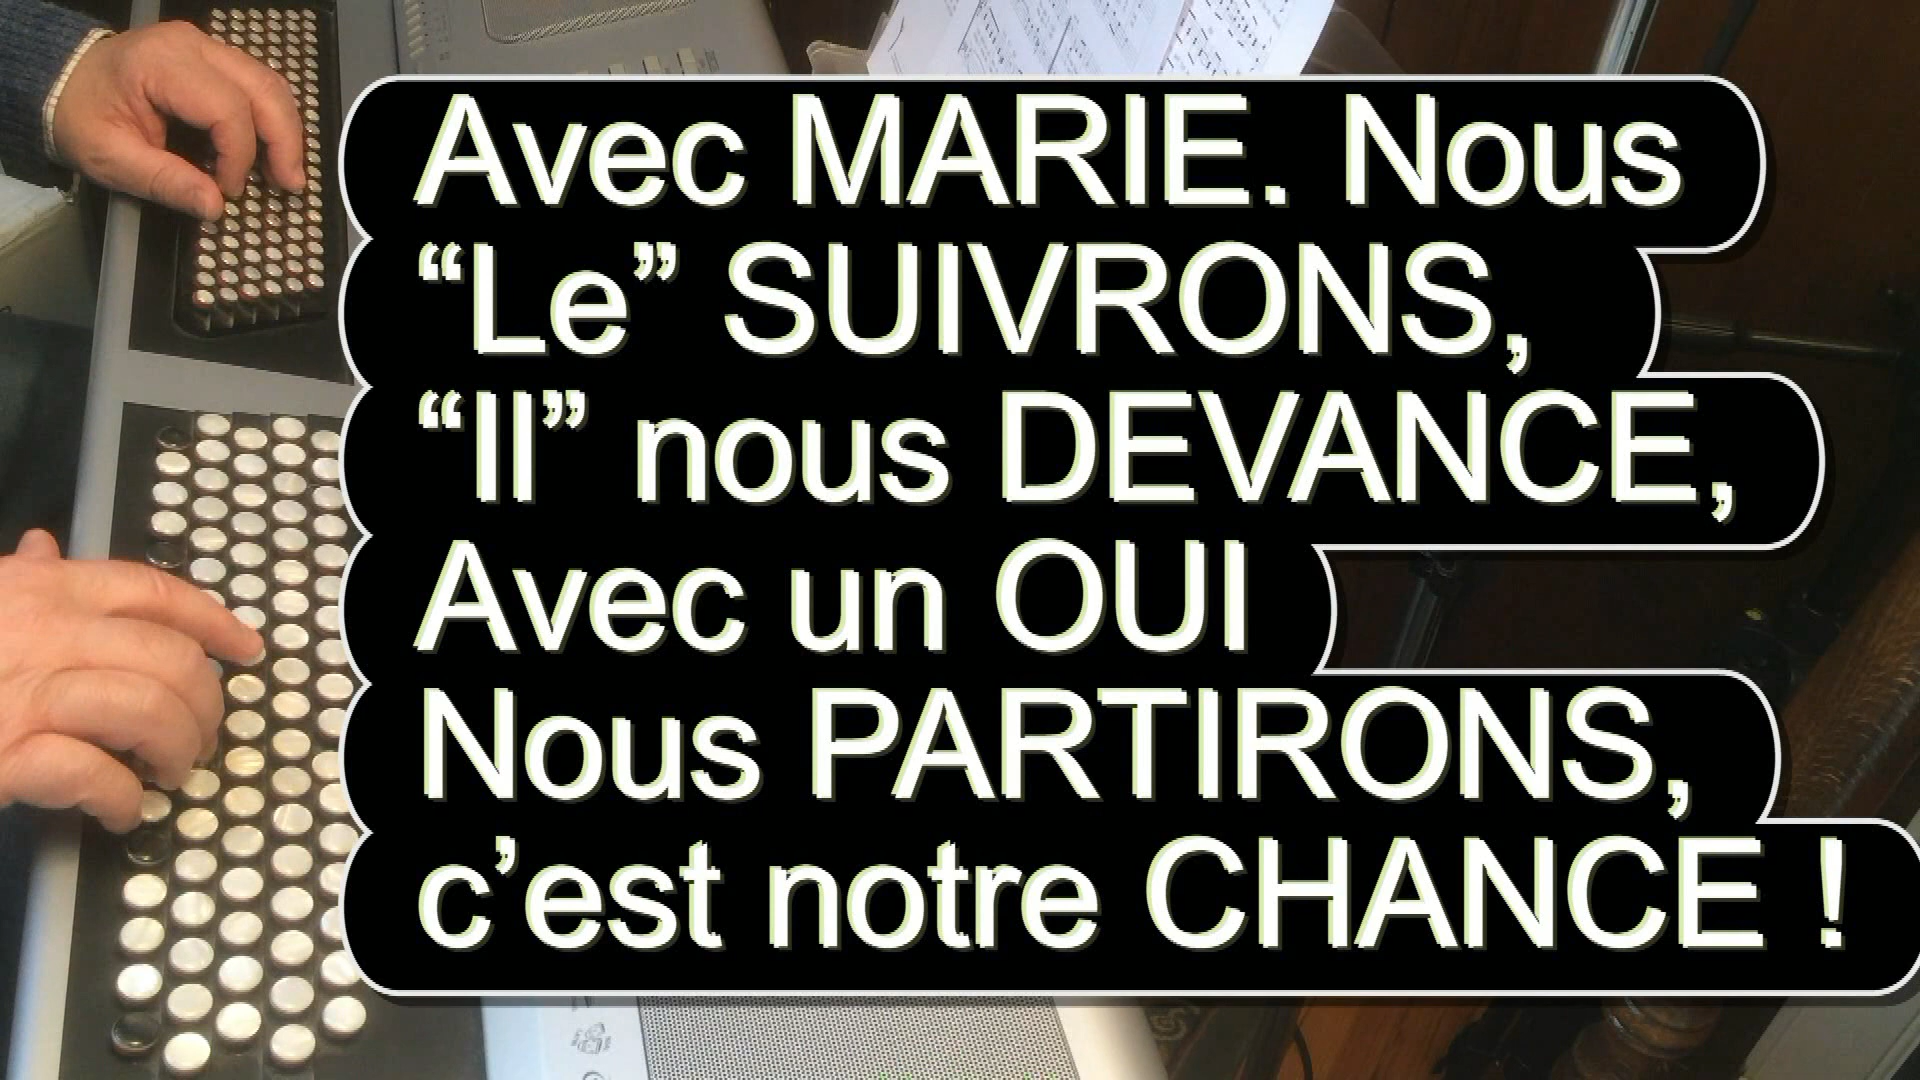 Avec MARIE. Nous
“Le” SUIVRONS,
“Il” nous DEVANCE,
Avec un OUI
Nous PARTIRONS,
c’est notre CHANCE !